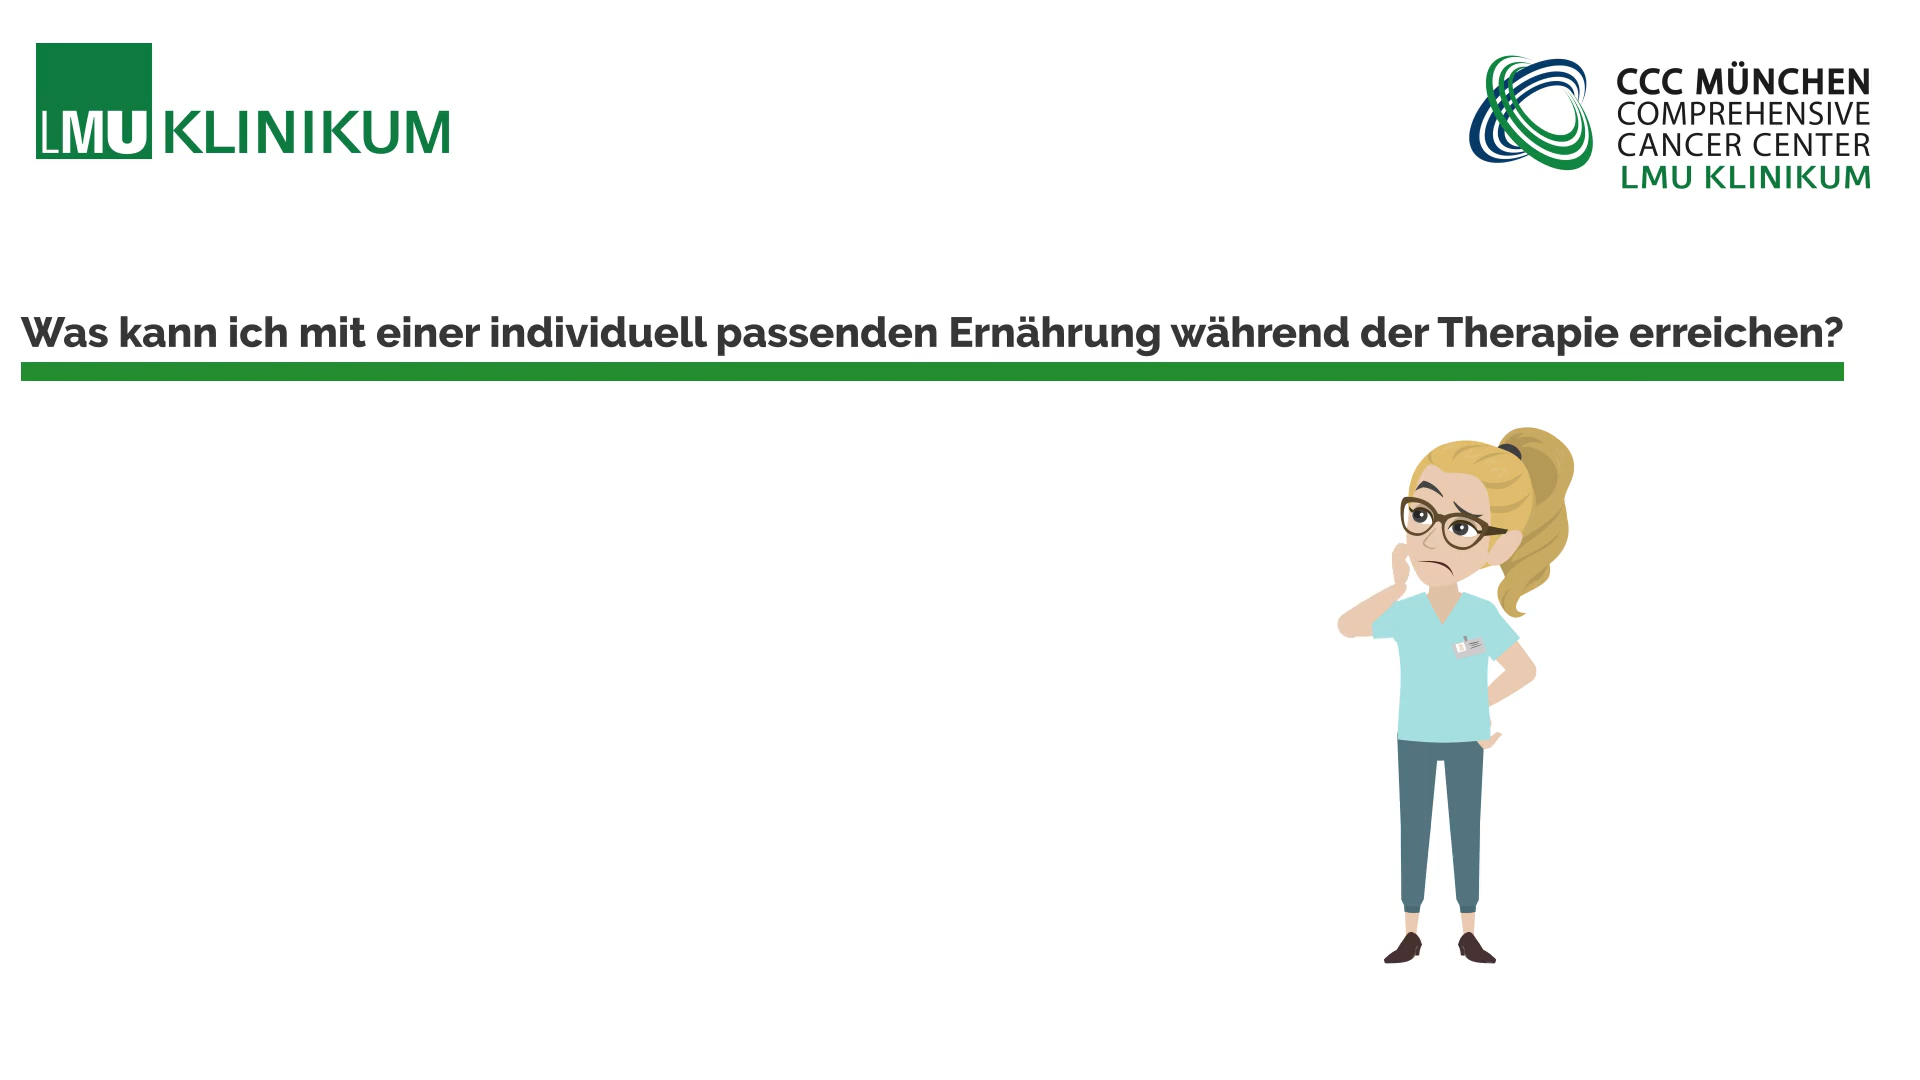 LMU KLINIKUM
CCC MÜNCHEN
COMPREHENSIVE
CANCER CENTER
LMU KLINIKUM
Was kann ich mit einer individuell passenden Ernährung während der Therapie erreichen?